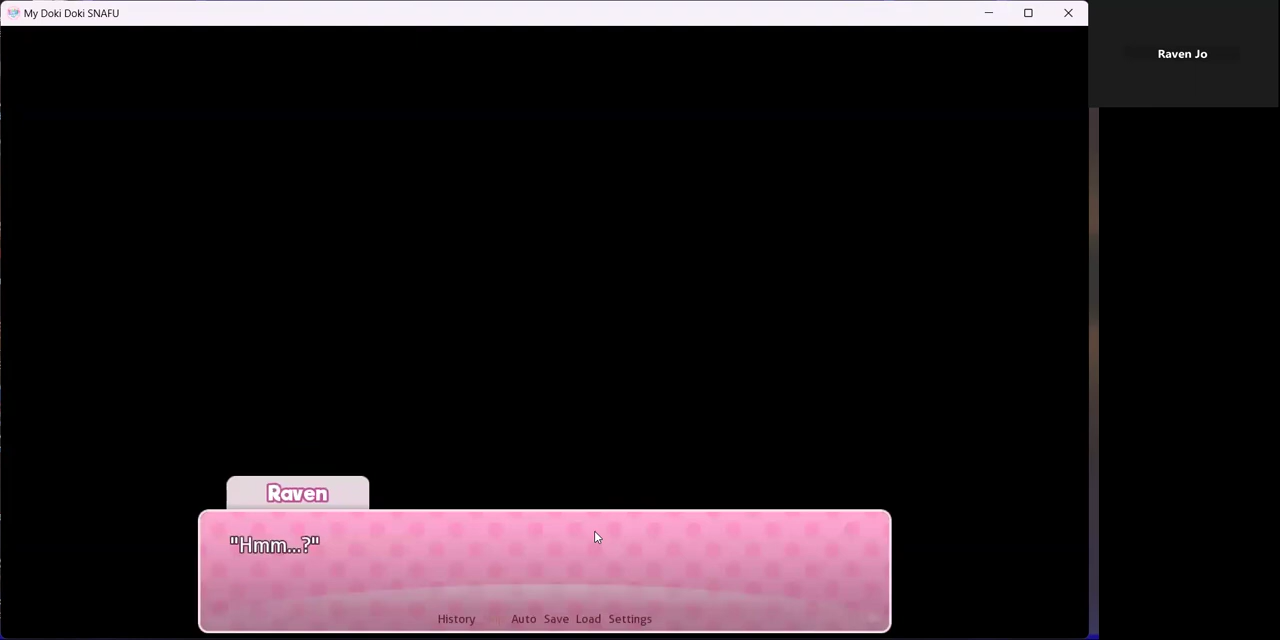 My Doki Doki SNAFU
Raven Jo
Raven
"Hmm...?"
History Auto Save Load Settings